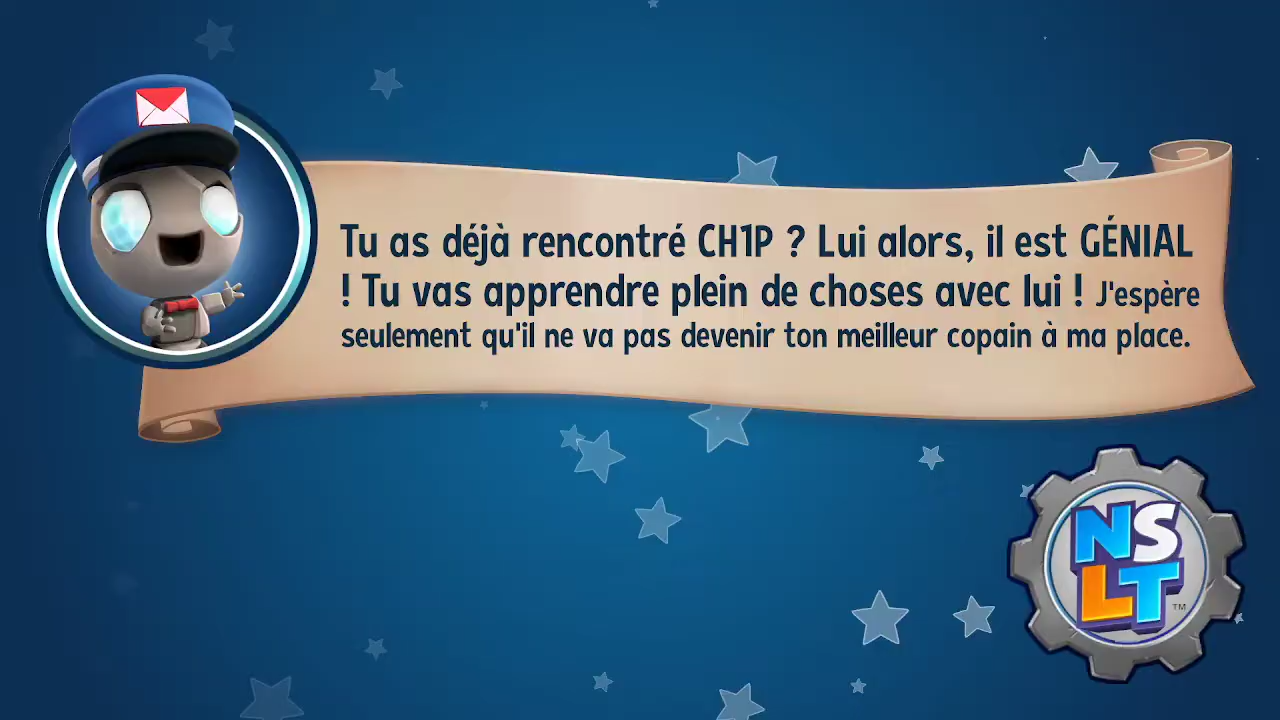 Tu as déjà rencontré CH1P ? Lui alors, il est GÉNIAL
! Tu vas apprendre plein de choses avec lui ! J'espère
seulement qu'il ne va pas devenir ton meilleur copain à ma place.
NS
LT
TM